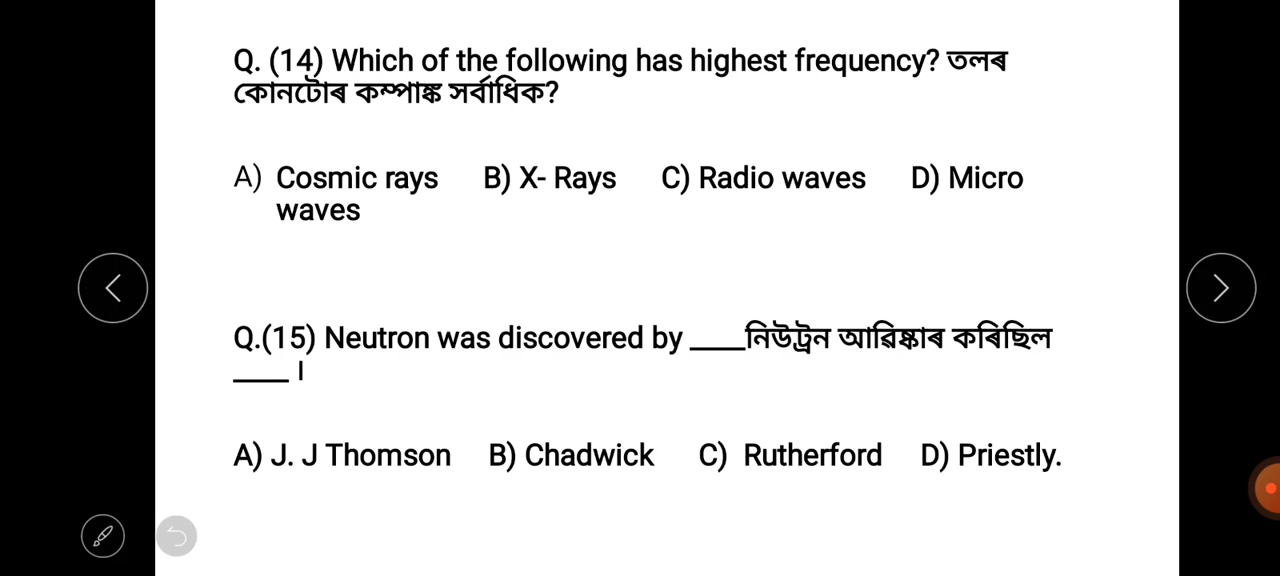 Q. (14) Which of the following has highest frequency? তলৰ
কোনটোৰ কম্পাঙ্ক সৰ্বাধিক?
A) Cosmic rays B) X- Rays C) Radio waves D) Micro
waves
Q.(15) Neutron was discovered by ____নিউট্ৰন আৱিষ্কাৰ কৰিছিল
____ ।
A) J. J Thomson B) Chadwick C) Rutherford D) Priestly.